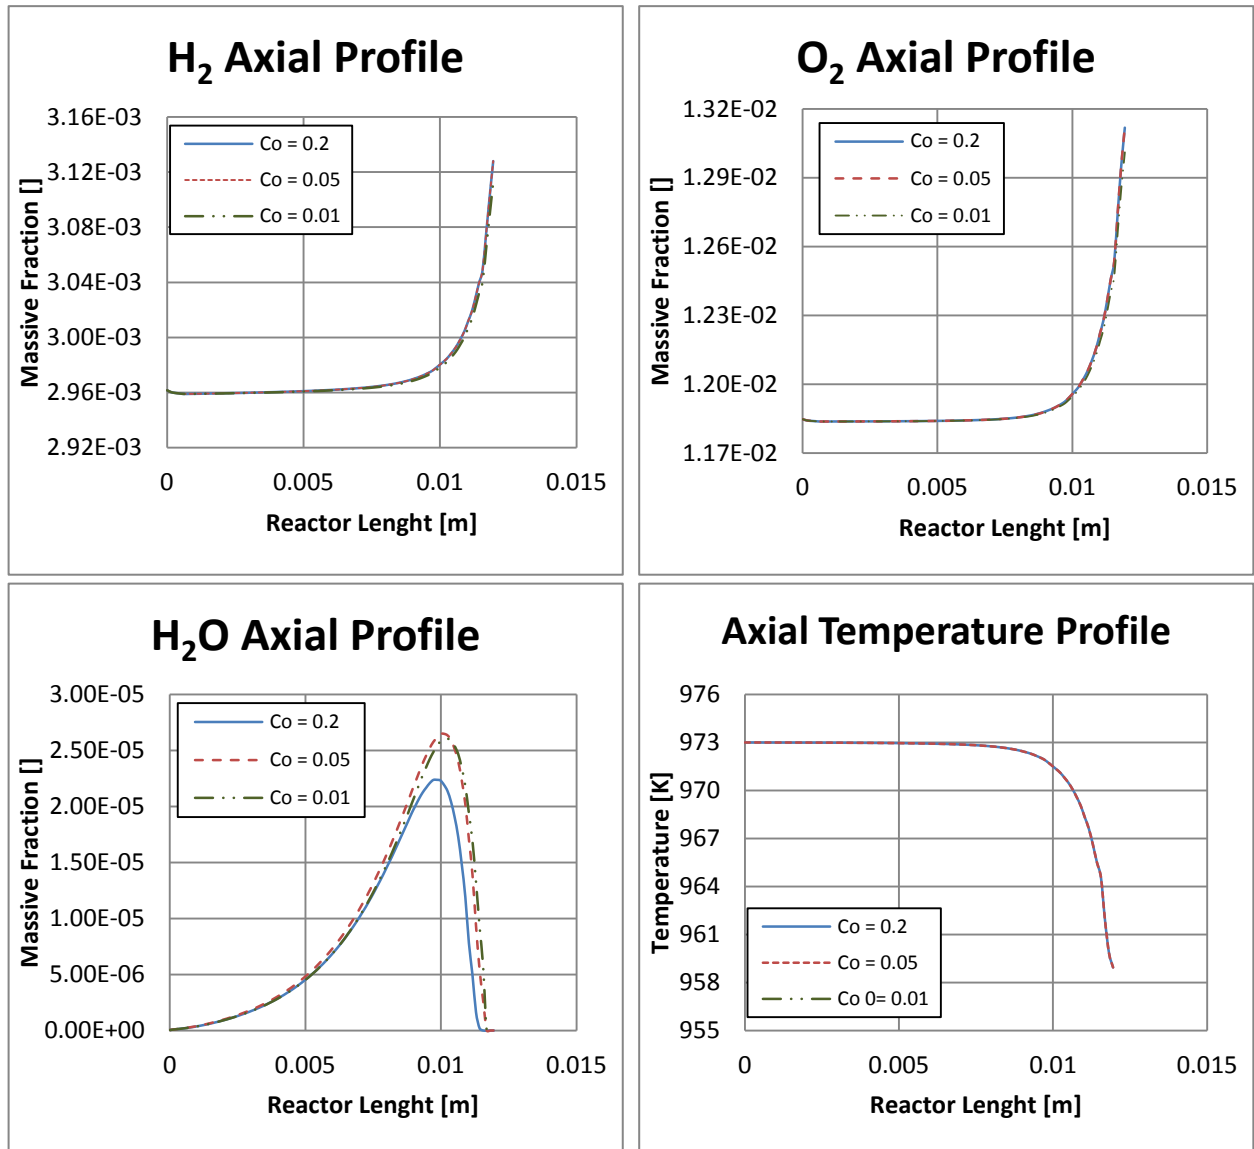 H₂ Axial Profile
Massive Fraction []
3.16E-03
3.12E-03
3.08E-03
3.04E-03
3.00E-03
2.96E-03
2.92E-03
Co = 0.2
Co = 0.05
Co = 0.01
0 0.005 0.01 0.015
Reactor Lenght [m]
O₂ Axial Profile
Massive Fraction []
1.32E-02
1.29E-02
1.26E-02
1.23E-02
1.20E-02
1.17E-02
Co = 0.2
Co = 0.05
Co = 0.01
0 0.005 0.01 0.015
Reactor Lenght [m]
H₂O Axial Profile
Massive Fraction []
3.00E-05
2.50E-05
2.00E-05
1.50E-05
1.00E-05
5.00E-06
0.00E+00
Co = 0.2
Co = 0.05
Co = 0.01
0 0.005 0.01 0.015
Reactor Lenght [m]
Axial Temperature Profile
Temperature [K]
976
973
970
967
964
961
958
955
Co = 0.2
Co = 0.05
Co 0= 0.01
0 0.005 0.01 0.015
Reactor Lenght [m]